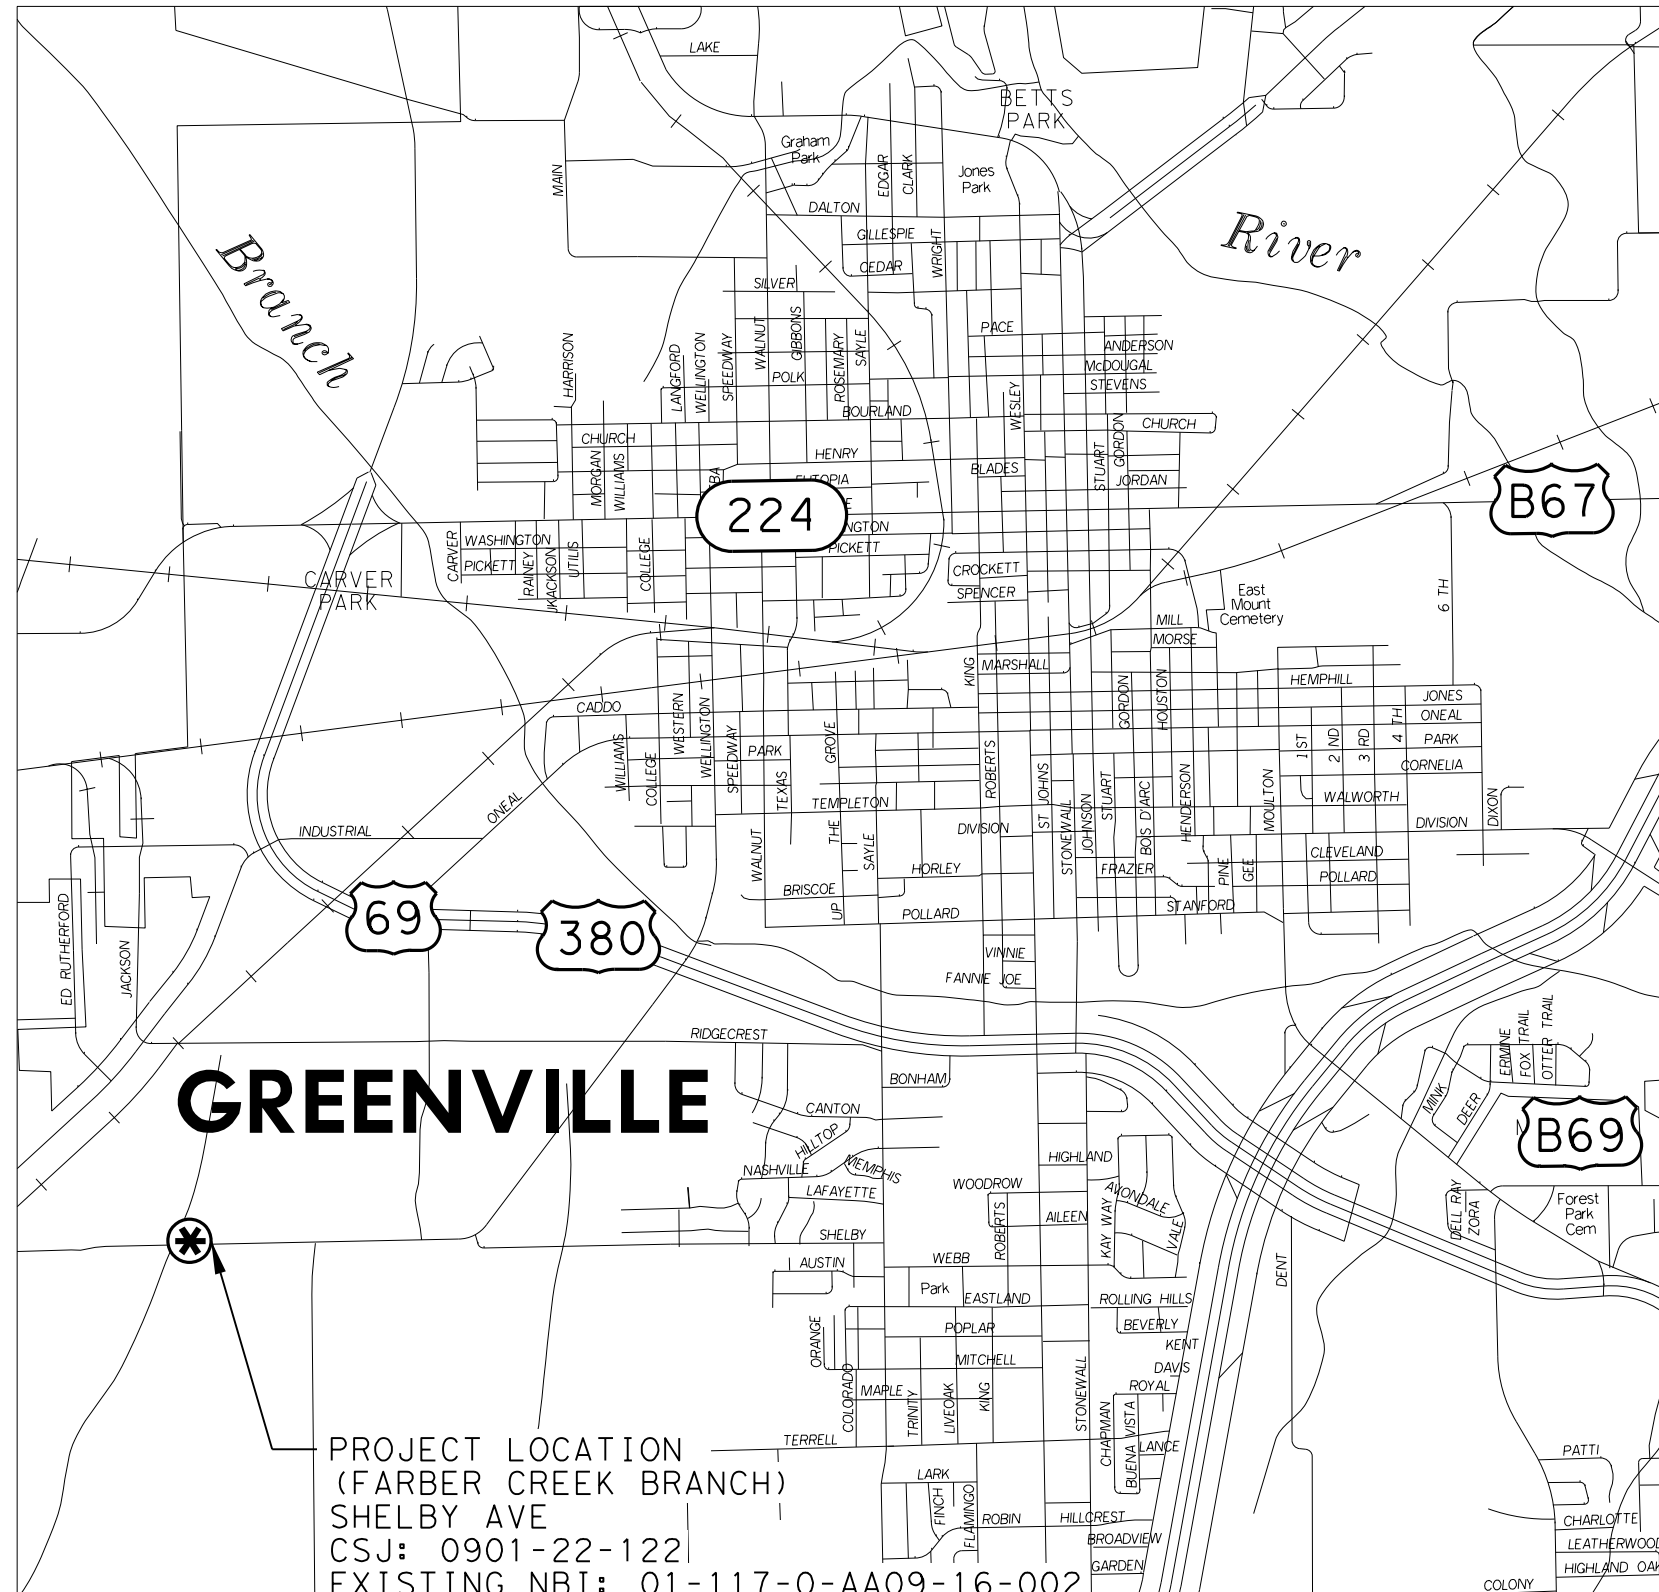 LAKE
BETTS
PARK
Graham
Park
MAIN
EDGAR
CLARK
Jones
Park
DALTON
GILLESPIE
WRIGHT
CEDAR
River
Branch
SILVER
WALNUT
GIBBONS
ROSEMARY
SAYLE
PACE
ANDERSON
McDOUGAL
STEVENS
HARRISON
LANGFORD
WELLINGTON
SPEEDWAY
POLK
BOURLAND
WESLEY
CHURCH
STUART
GORDON
CHURCH
MORGAN
WILLIAMS
HENRY
BLADES
JORDAN
224
B67
PICKETT
CARVER
WASHINGTON
PICKETT
RAINEY
JKACKSON
UTILIS
COLLEGE
CROCKETT
SPENCER
CARVER
PARK
East
Mount
Cemetery
6 TH
MILL
MORSE
KING
MARSHALL
HEMPHILL
GORDON
HOUSTON
JONES
ONEAL
PARK
CORNELIA
1 ST
2 ND
3 RD
4 TH
CADDO
WESTERN
WELLINGTON
WILLIAMS
COLLEGE
SPEEDWAY
PARK
GROVE
TEXAS
ROBERTS
ST JOHNS
STONEWALL
JOHNSON
STUART
BOIS D'ARC
HENDERSON
MOULTON
WALWORTH
DIXON
TEMPLETON
ONEAL
INDUSTRIAL
DIVISION
DIVISION
WALNUT
UP THE
SAYLE
HORLEY
FRAZIER
PINE
GEE
CLEVELAND
POLLARD
BRISCOE
POLLARD
STANFORD
69
380
ED RUTHERFORD
JACKSON
VINNIE
FANNIE JOE
RIDGECREST
ERMINE
FOX TRAIL
OTTER TRAIL
GREENVILLE
BONHAM
CANTON
HILLTOP
MINK
DEER
B69
NASHVILLE
MEMPHIS
LAFAYETTE
HIGHLAND
WOODROW
AVONDALE
ROBERTS
AILEEN
KAY WAY
VALE
DELL RAY
ZORA
Forest
Park
Cem
SHELBY
AUSTIN
WEBB
DENT
Park
EASTLAND
ROLLING HILLS
ORANGE
POPLAR
BEVERLY
KENT
MITCHELL
DAVIS
COLORADO
MAPLE
TRINITY
LIVEOAK
KING
STONEWALL
ROYAL
CHAPMAN
BUENA VISTA
LANCE
TERRELL
PATTI
LARK
FINCH
FLAMINGO
ROBIN
HILLCREST
BROADVIEW
GARDEN
CHARLOTTE
LEATHERWOOD
HIGHLAND OAK
COLONY
PROJECT LOCATION
(FARBER CREEK BRANCH)
SHELBY AVE
CSJ: 0901-22-122
EXISTING NBI: 01-117-0-AA09-16-002